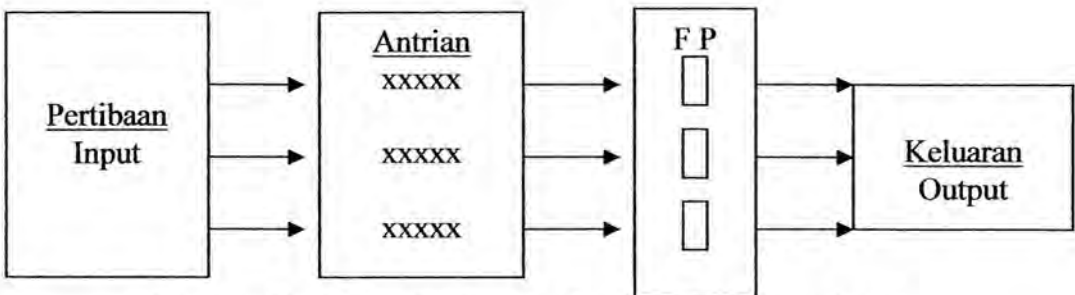 Pertibaan
Input
Antrian
xxxxx
xxxxx
xxxxx
F P
Keluaran
Output